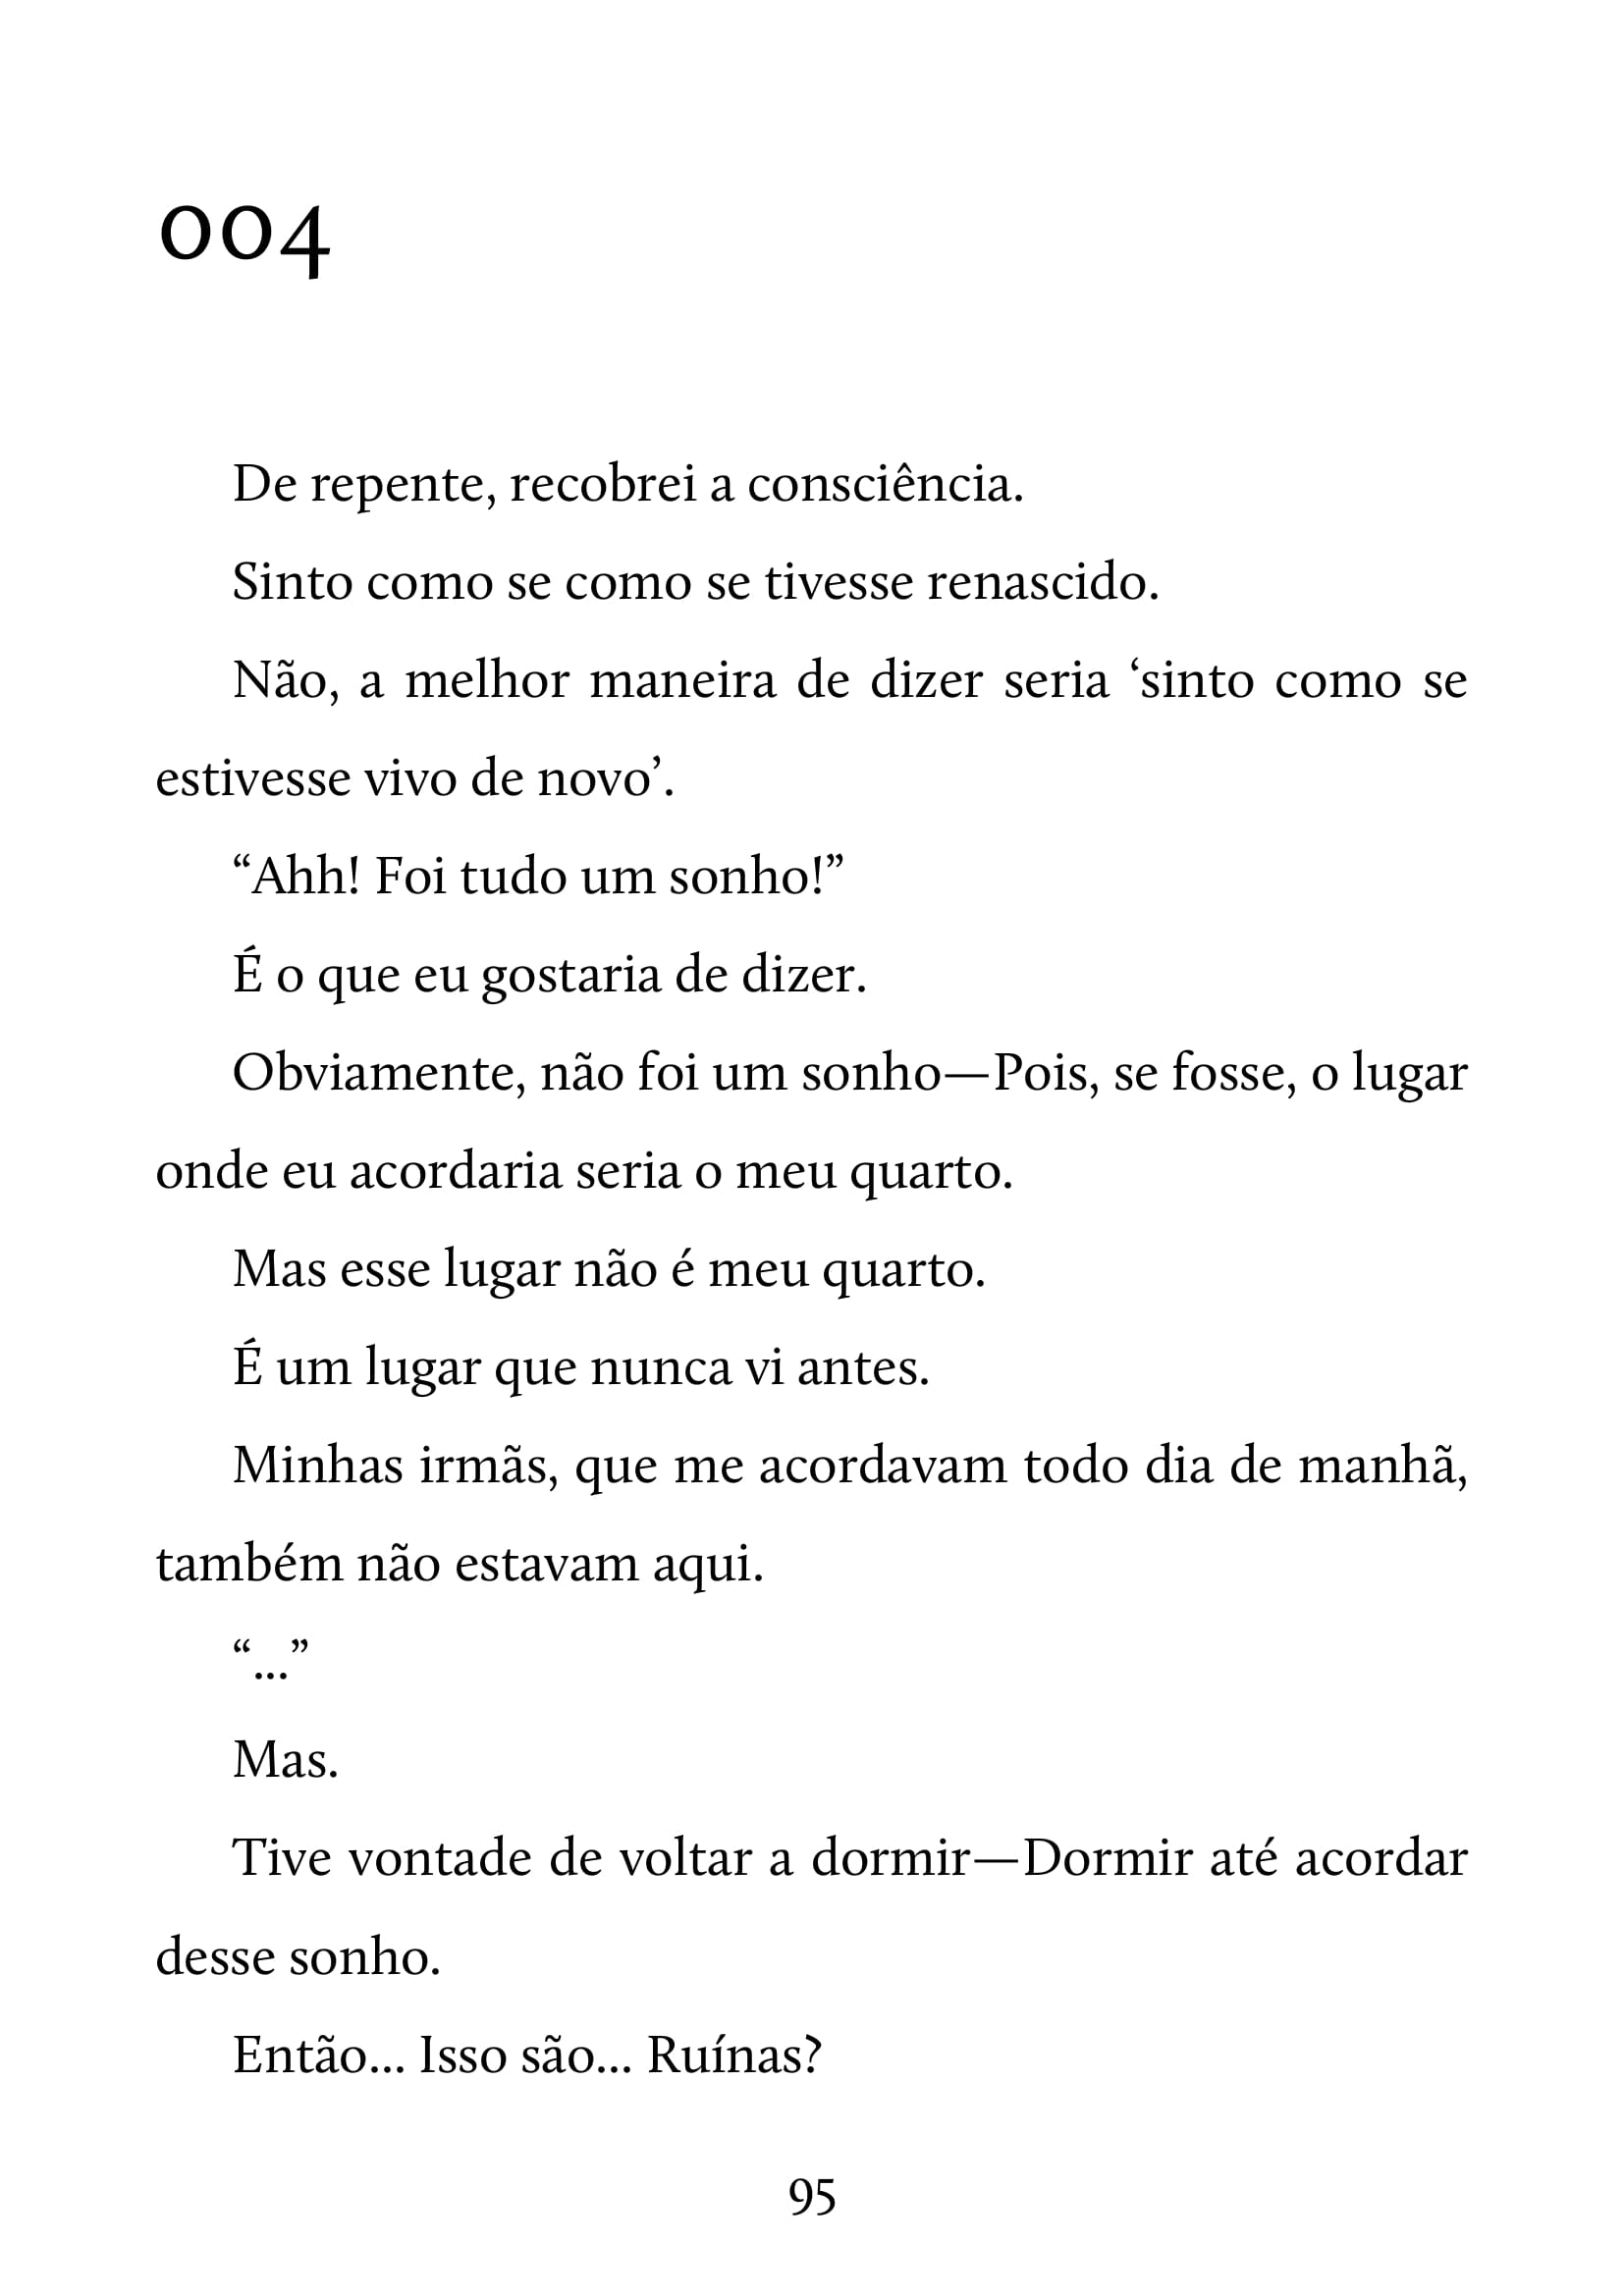 004
De repente, recobrei a consciência.
Sinto como se como se tivesse renascido.
Não, a melhor maneira de dizer seria ‘sinto como se
estivesse vivo de novo’.
“Ahh! Foi tudo um sonho!”
É o que eu gostaria de dizer.
Obviamente, não foi um sonho—Pois, se fosse, o lugar
onde eu acordaria seria o meu quarto.
Mas esse lugar não é meu quarto.
É um lugar que nunca vi antes.
Minhas irmãs, que me acordavam todo dia de manhã,
também não estavam aqui.
“...”
Mas.
Tive vontade de voltar a dormir—Dormir até acordar
desse sonho.
Então... Isso são... Ruínas?
95